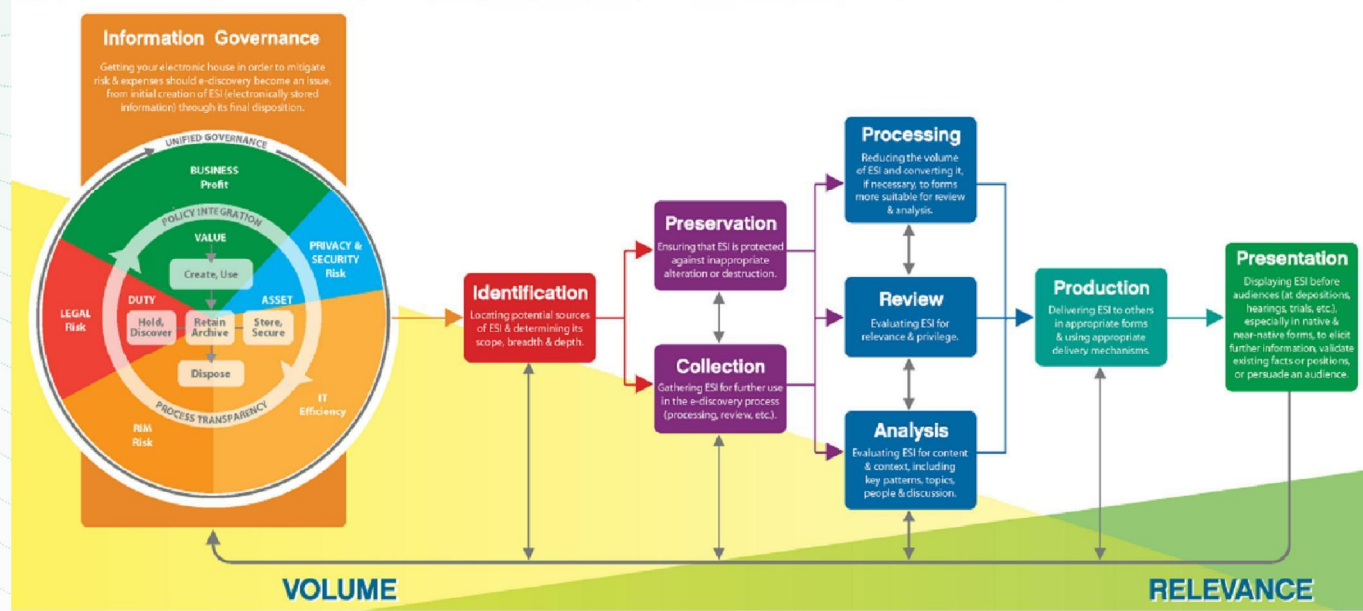 Information Governance
Getting your electronic house in order to mitigate
risk & expenses should e-discovery become an issue,
from initial creation of ESI (electronically stored
information) through its final disposition.
UNIFIED GOVERNANCE
BUSINESS
Profit
POLICY INTEGRATION
VALUE
Create, Use
PRIVACY &
SECURITY
Risk
LEGAL
Risk
DUTY
Hold,
Discover
Retain
Archive
ASSET
Store,
Secure
Dispose
PROCESS TRANSPARENCY
RIM
Risk
IT
Efficiency
Identification
Locating potential sources
of ESI & determining its
scope, breadth & depth.
Preservation
Ensuring that ESI is protected
against inappropriate
alteration or destruction.
Collection
Gathering ESI for further use
in the e-discovery process
(processing, review, etc.).
Processing
Reducing the volume
of ESI and converting it,
if necessary, to forms
more suitable for review
& analysis.
Review
Evaluating ESI for
relevance & privilege.
Analysis
Evaluating ESI for content
& context, including
key patterns, topics,
people & discussion.
Production
Delivering ESI to others
in appropriate forms
& using appropriate
delivery mechanisms.
Presentation
Displaying ESI before
audiences (at depositions,
hearings, trials, etc.),
especially in native &
near-native forms, to elicit
further information, validate
existing facts or positions,
or persuade an audience.
VOLUME
RELEVANCE